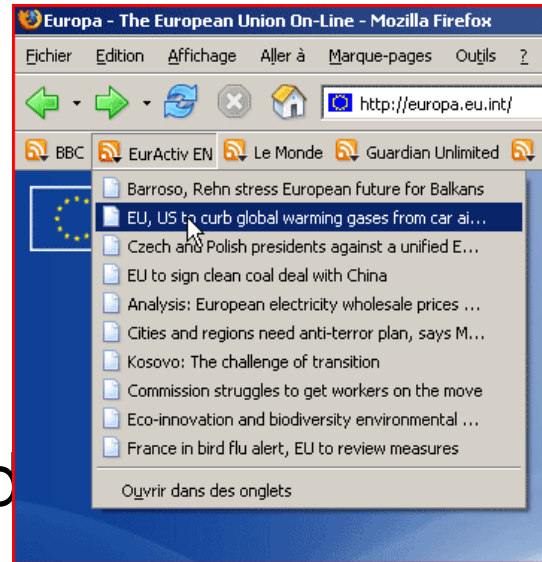 Europa - The European Union On-Line - Mozilla Firefox
Fichier Edition Affichage Aller à Marque-pages Outils ?
http://europa.eu.int/
BBC EurActiv EN Le Monde Guardian Unlimited
Barroso, Rehn stress European future for Balkans
EU, US to curb global warming gases from car ai...
Czech and Polish presidents against a unified E...
EU to sign clean coal deal with China
Analysis: European electricity wholesale prices ...
Cities and regions need anti-terror plan, says M...
Kosovo: The challenge of transition
Commission struggles to get workers on the move
Eco-innovation and biodiversity environmental ...
France in bird flu alert, EU to review measures
Ouvrir dans des onglets